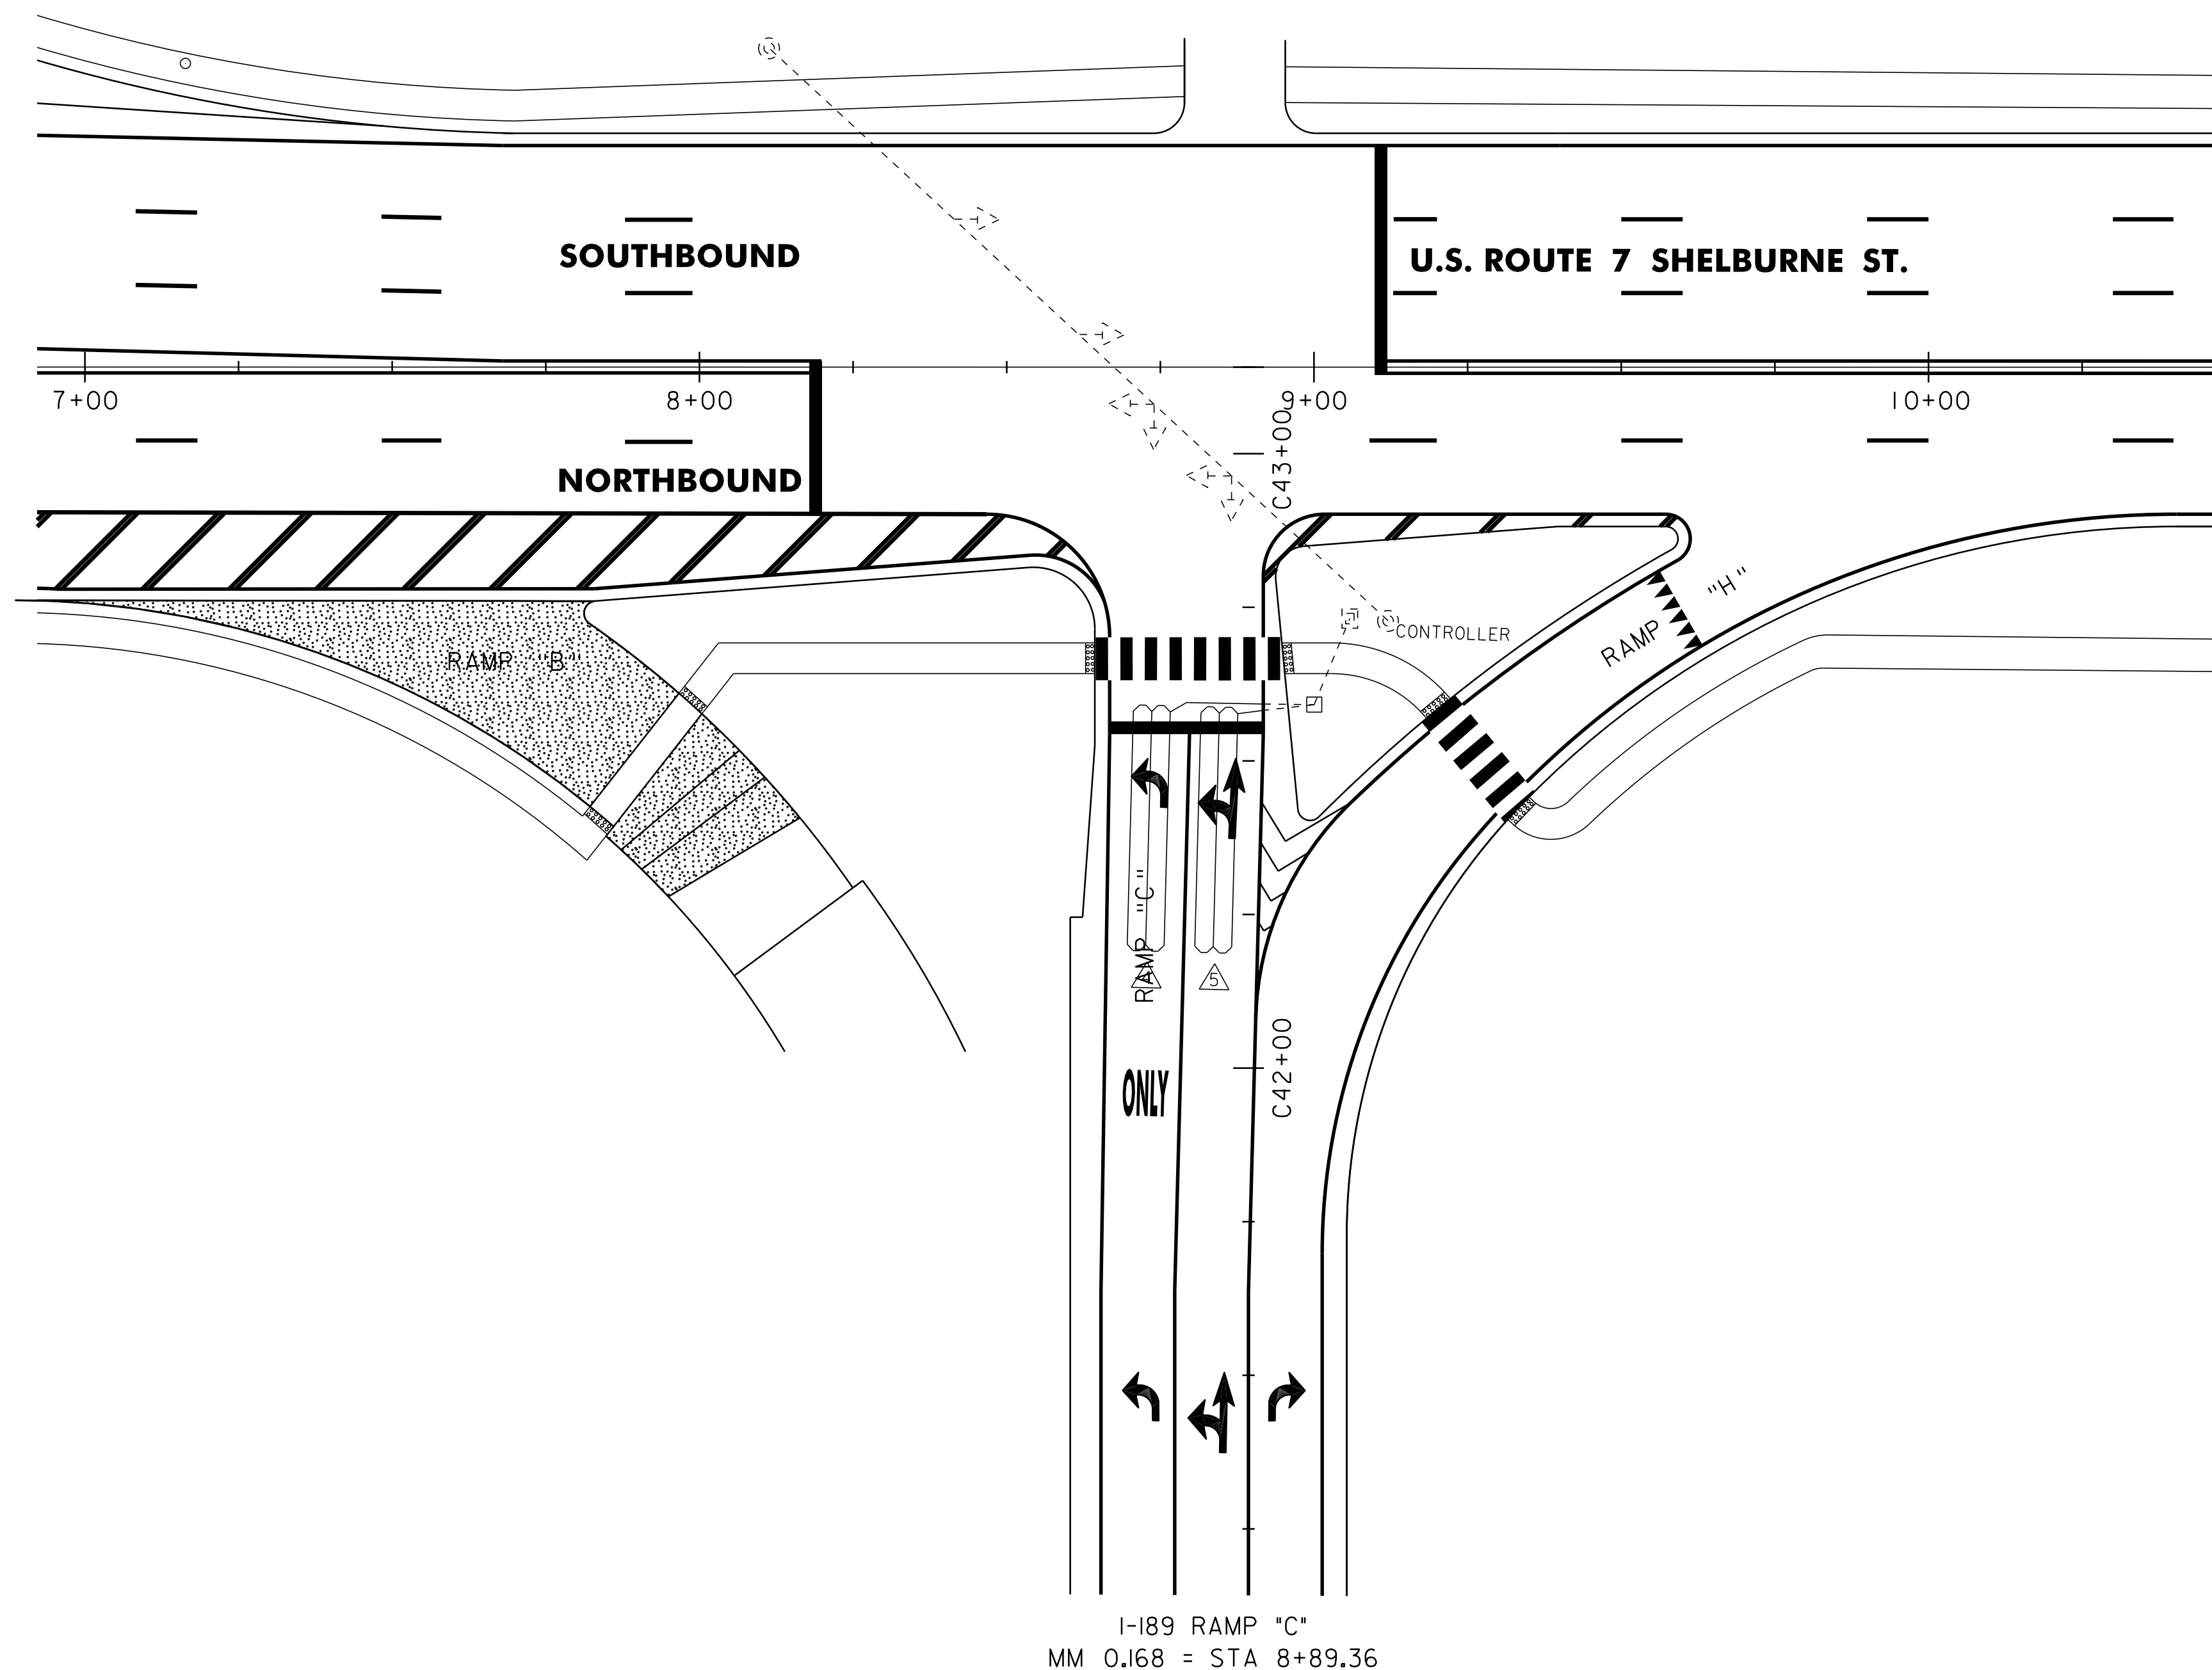 SOUTHBOUND
U.S. ROUTE 7 SHELBURNE ST.
7+00
8+00
9+00
10+00
C43+00
NORTHBOUND
RAMP "H"
CONTROLLER
RAMP "B"
RAMP "C"
5
C42+00
ONLY
I-189 RAMP "C"
MM 0.168 = STA 8+89.36